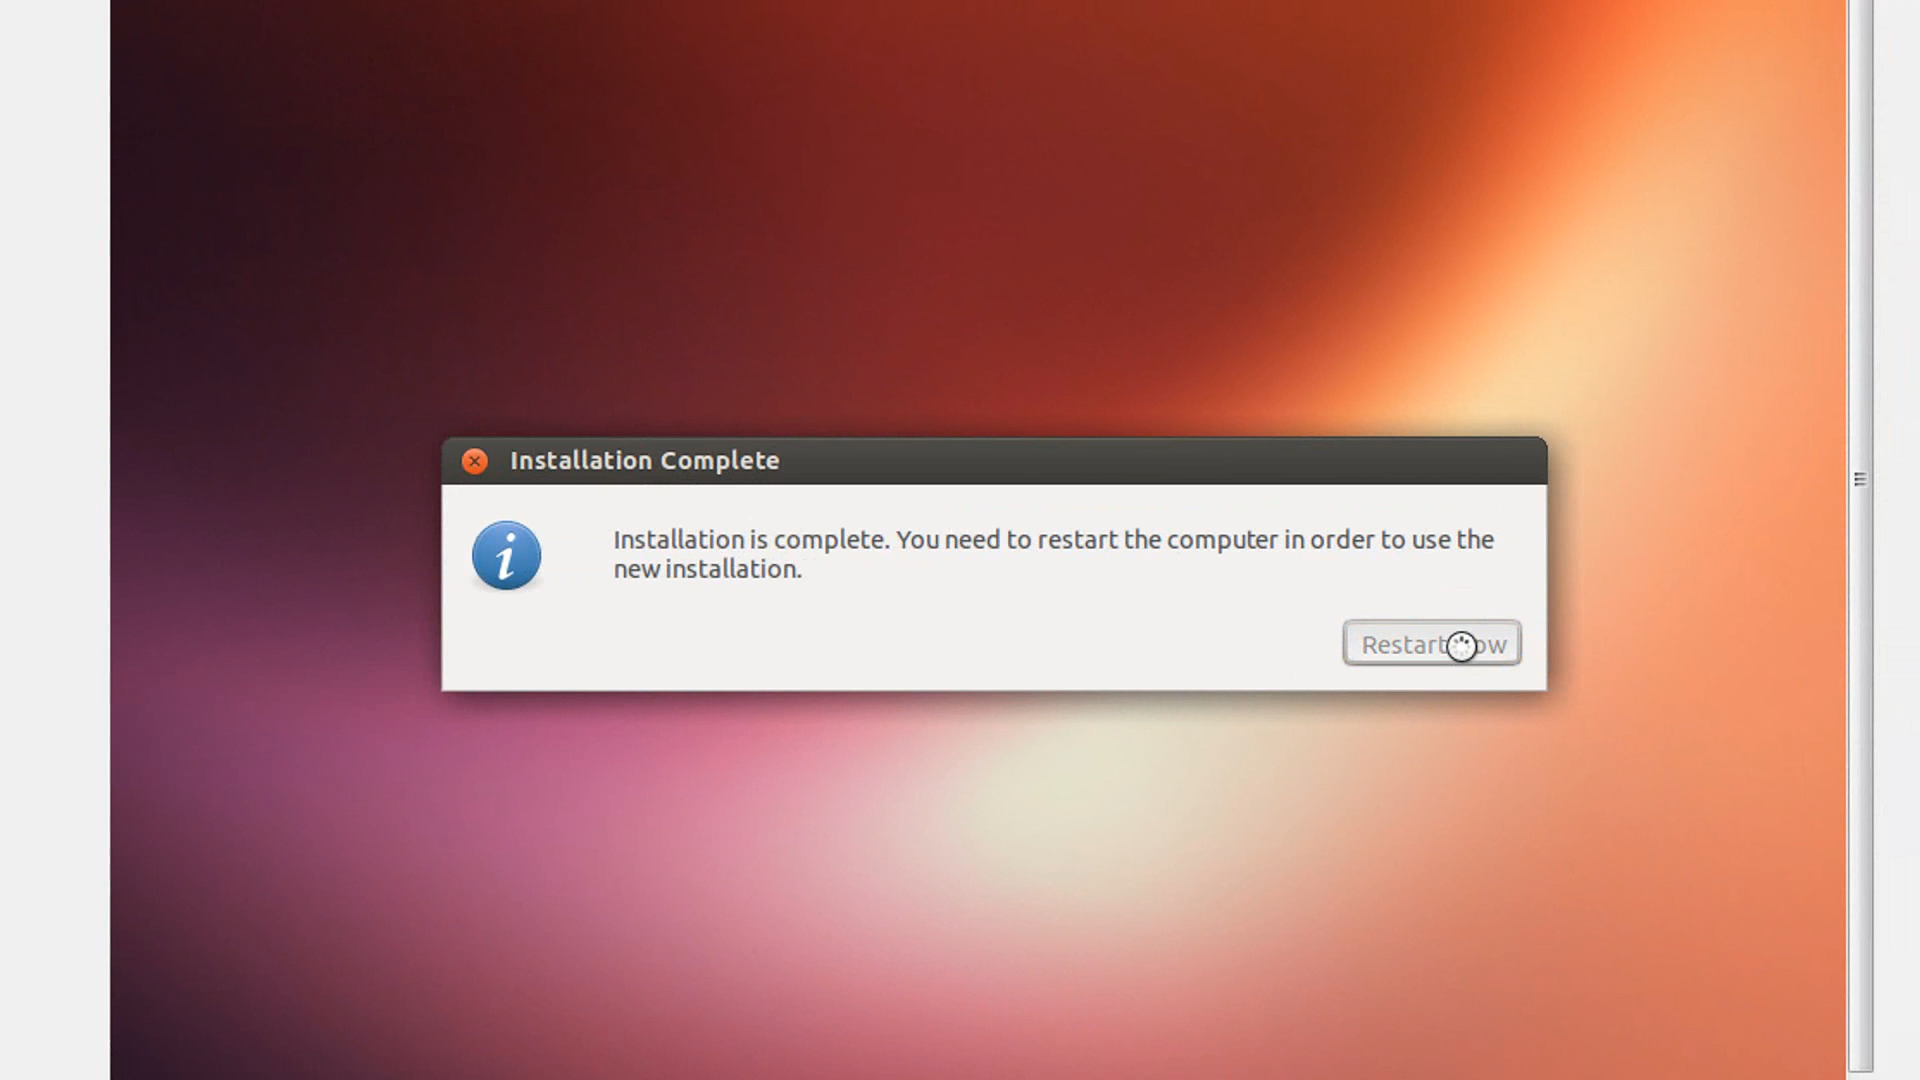 Installation Complete
Installation is complete. You need to restart the computer in order to use the
new installation.
Restart